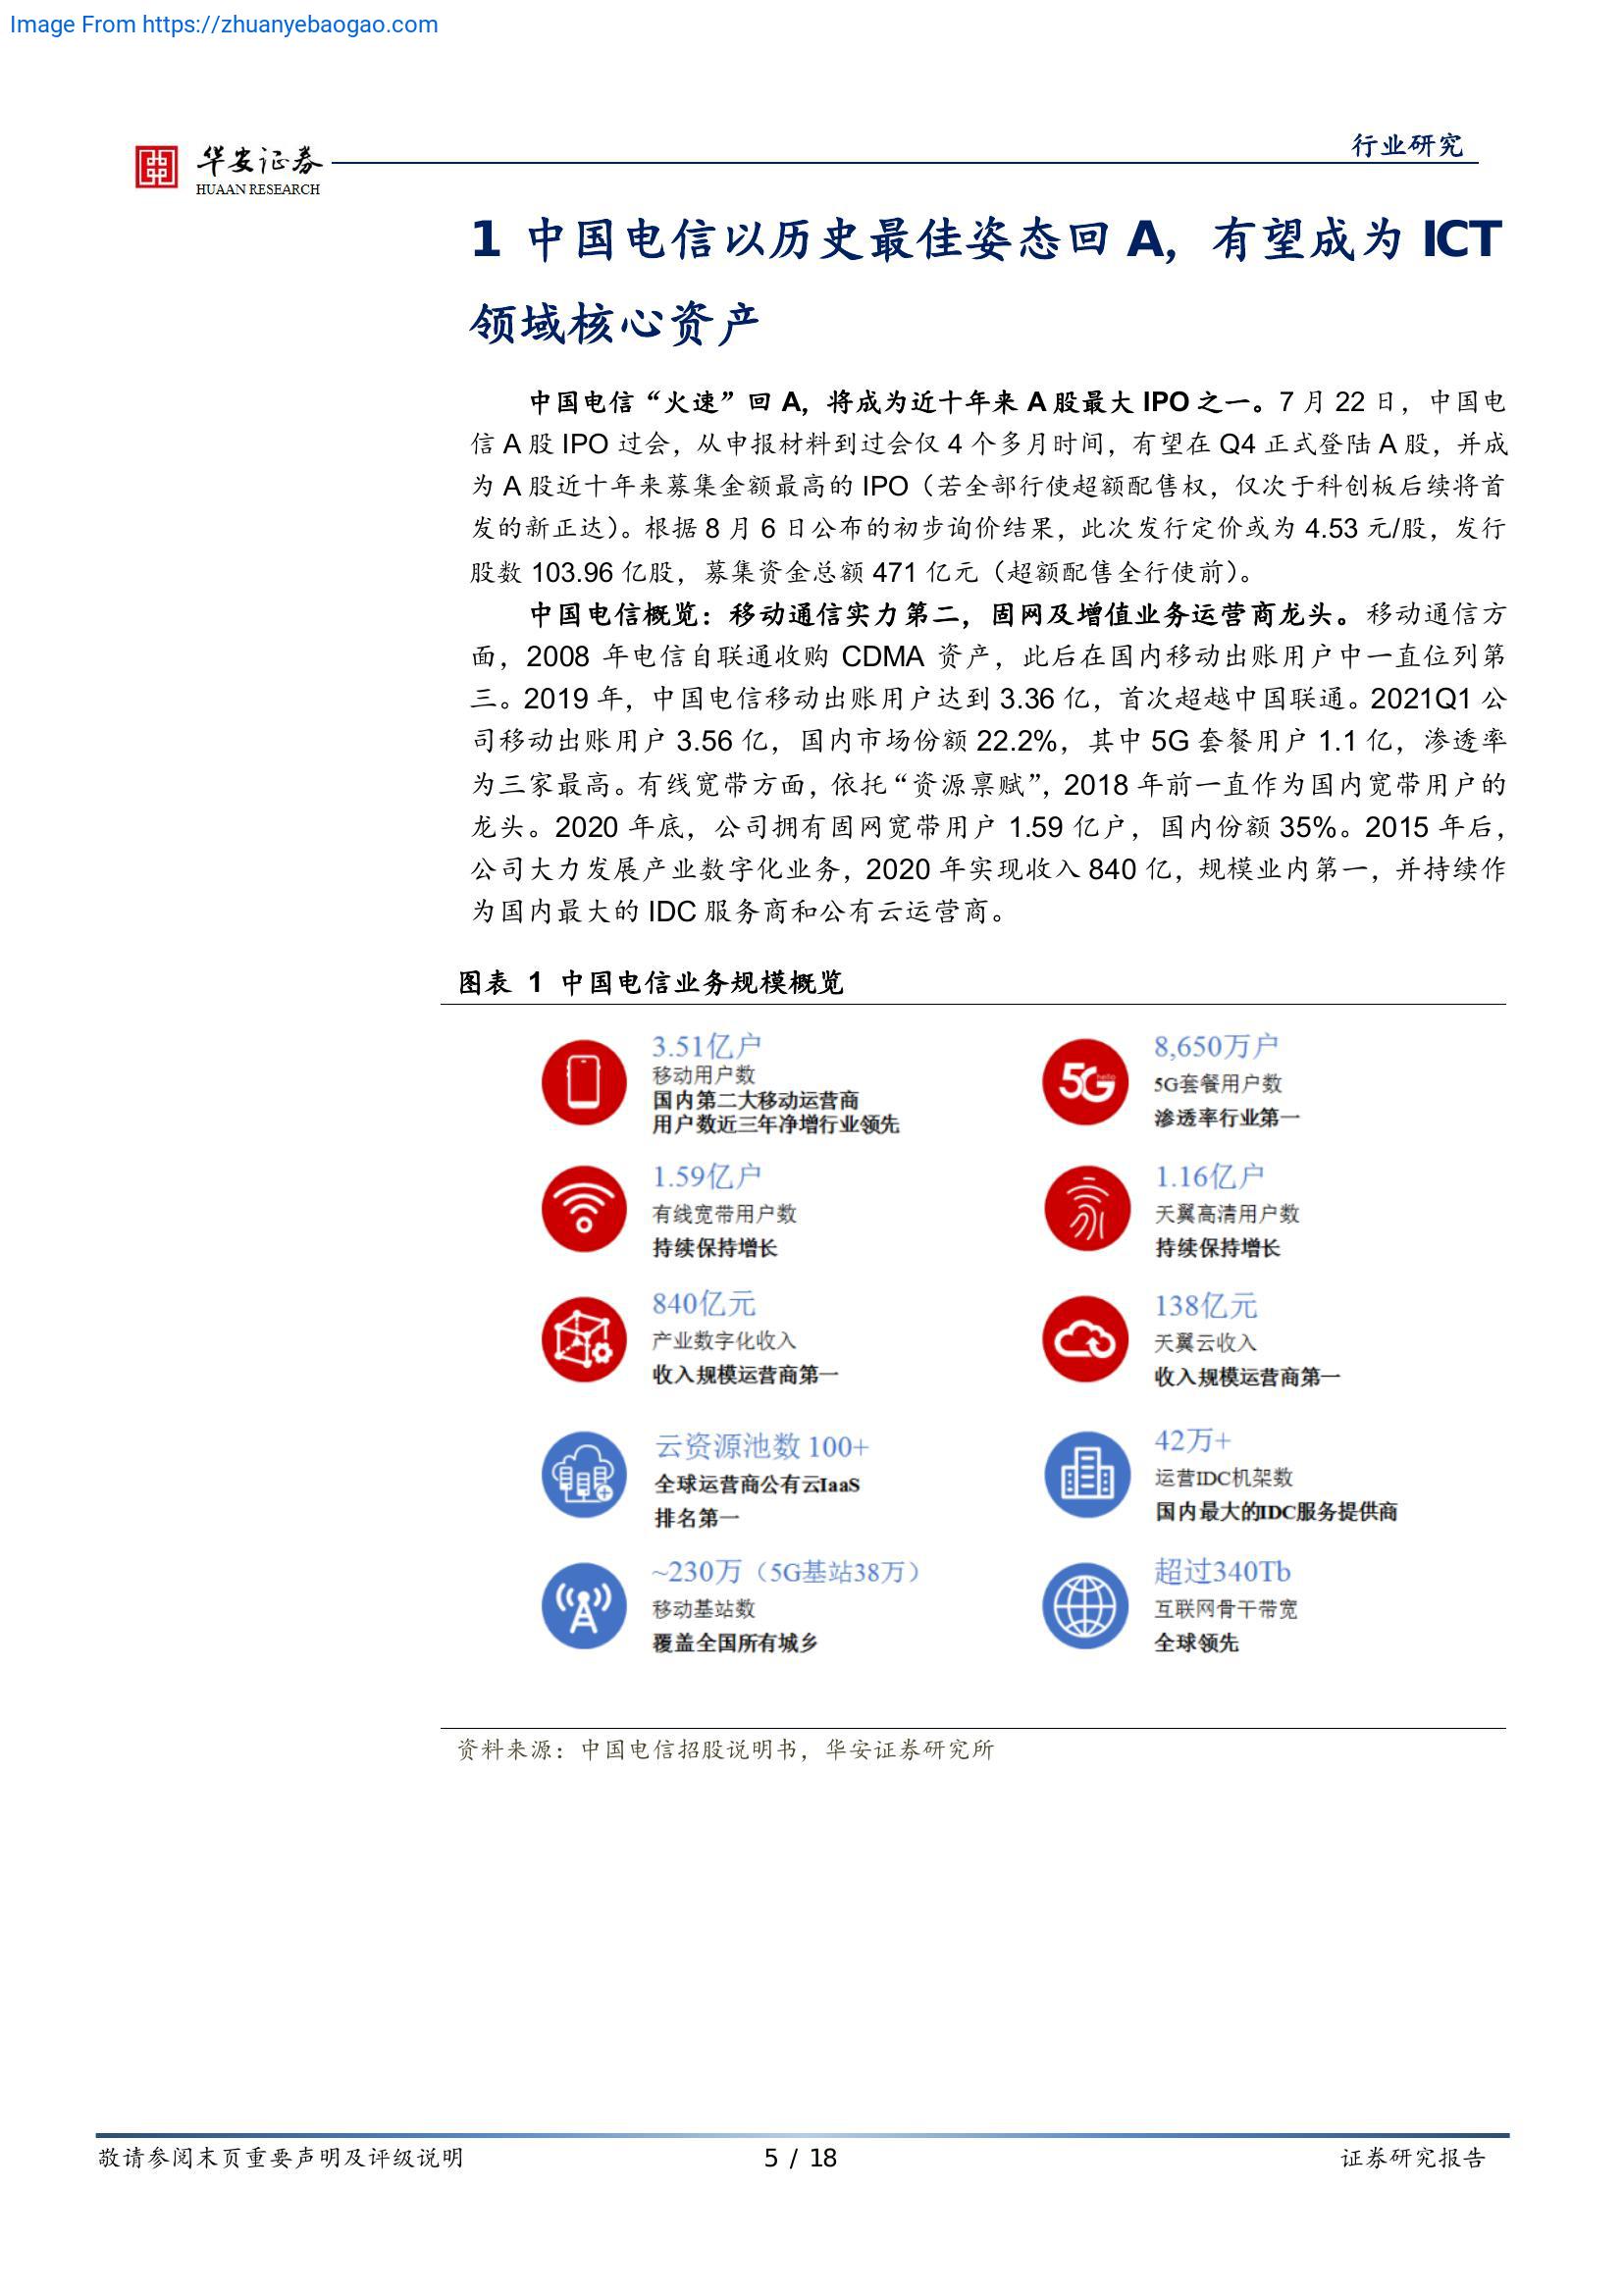 Image From https://zhuanyebaogao.com
华安证券
HUAAN RESEARCH
行业研究
1 中国电信以历史最佳姿态回 A，有望成为 ICT
领域核心资产
中国电信“火速”回 A，将成为近十年来 A 股最大 IPO 之一。7 月 22 日，中国电
信 A 股 IPO 过会，从申报材料到过会仅 4 个多月时间，有望在 Q4 正式登陆 A 股，并成
为 A 股近十年来募集金额最高的 IPO（若全部行使超额配售权，仅次于科创板后续将首
发的新正达）。根据 8 月 6 日公布的初步询价结果，此次发行定价或为 4.53 元/股，发行
股数 103.96 亿股，募集资金总额 471 亿元（超额配售全行使前）。
中国电信概览：移动通信实力第二，固网及增值业务运营商龙头。移动通信方
面，2008 年电信自联通收购 CDMA 资产，此后在国内移动出账用户中一直位列第
三。2019 年，中国电信移动出账用户达到 3.36 亿，首次超越中国联通。2021Q1 公
司移动出账用户 3.56 亿，国内市场份额 22.2%，其中 5G 套餐用户 1.1 亿，渗透率
为三家最高。有线宽带方面，依托“资源禀赋”，2018 年前一直作为国内宽带用户的
龙头。2020 年底，公司拥有固网宽带用户 1.59 亿户，国内份额 35%。2015 年后，
公司大力发展产业数字化业务，2020 年实现收入 840 亿，规模业内第一，并持续作
为国内最大的 IDC 服务商和公有云运营商。
图表 1 中国电信业务规模概览
3.51亿户
移动用户数
国内第二大移动运营商
用户数近三年净增行业领先
5G hello
8,650万户
5G套餐用户数
渗透率行业第一
1.59亿户
有线宽带用户数
持续保持增长
1.16亿户
天翼高清用户数
持续保持增长
840亿元
产业数字化收入
收入规模运营商第一
138亿元
天翼云收入
收入规模运营商第一
云资源池数 100+
全球运营商公有云IaaS
排名第一
42万+
运营IDC机架数
国内最大的IDC服务提供商
~230万（5G基站38万）
移动基站数
覆盖全国所有城乡
超过340Tb
互联网骨干带宽
全球领先
资料来源：中国电信招股说明书，华安证券研究所
敬请参阅末页重要声明及评级说明
5 / 18
证券研究报告